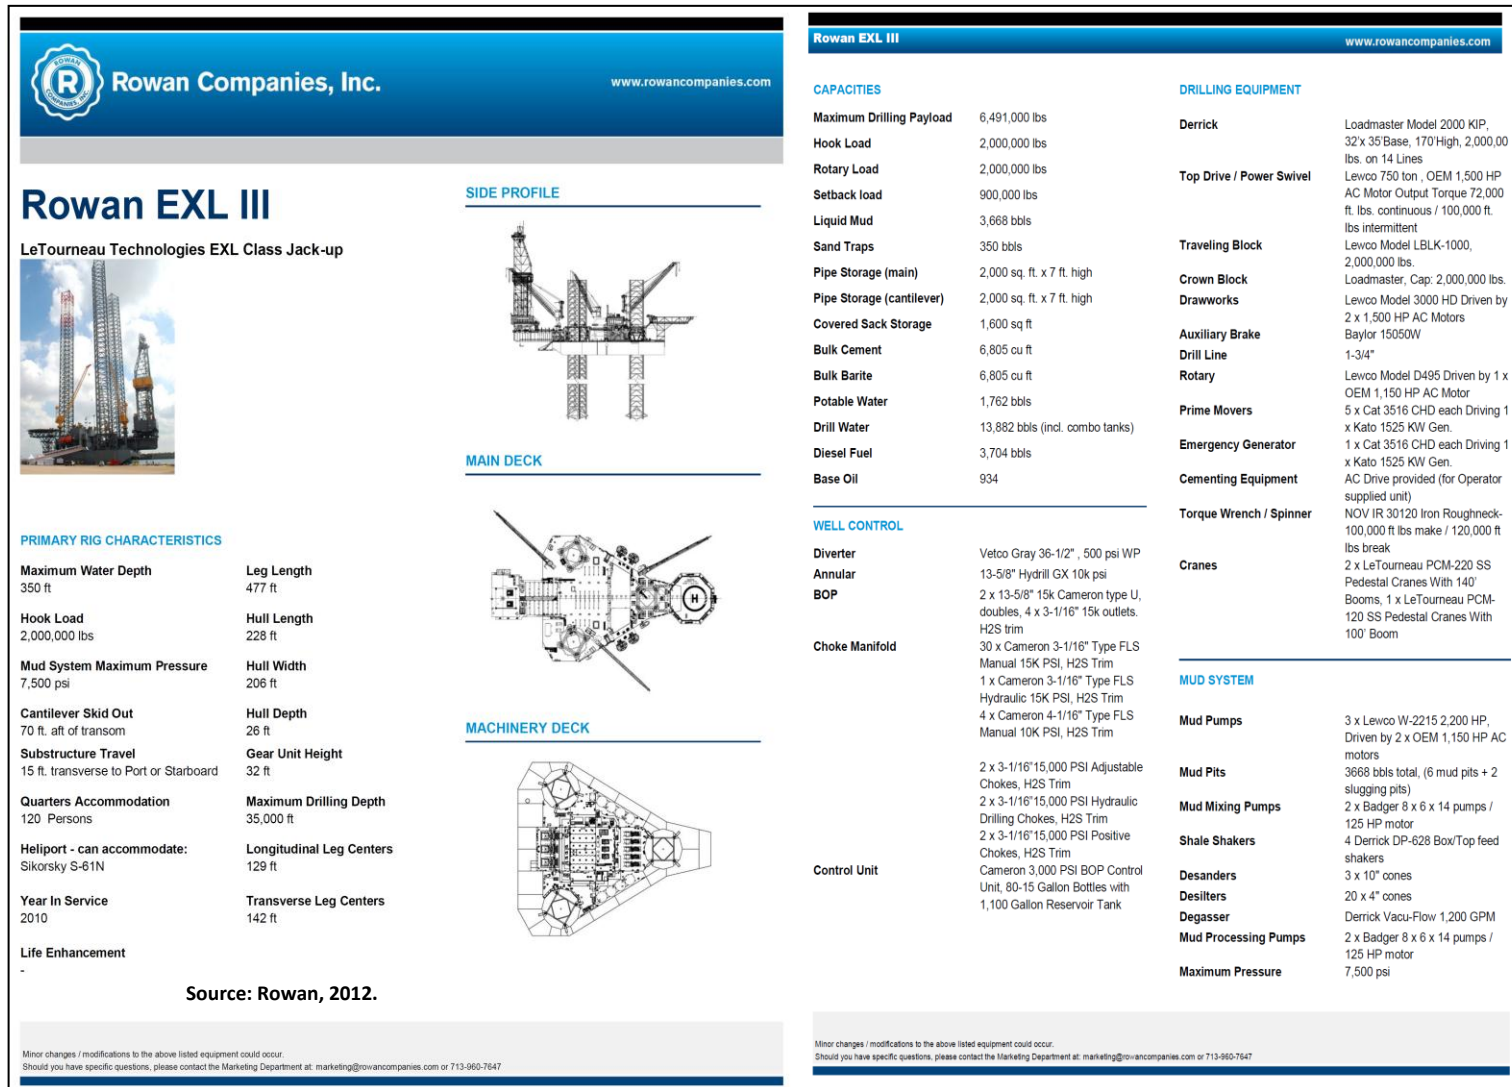 ROWAN
R
COMPANIES, INC.
Rowan Companies, Inc.
www.rowancompanies.com
Rowan EXL III
LeTourneau Technologies EXL Class Jack-up
SIDE PROFILE
MAIN DECK
H
MACHINERY DECK
PRIMARY RIG CHARACTERISTICS
Maximum Water Depth
350 ft
Leg Length
477 ft
Hook Load
2,000,000 lbs
Hull Length
228 ft
Mud System Maximum Pressure
7,500 psi
Hull Width
206 ft
Cantilever Skid Out
70 ft. aft of transom
Hull Depth
26 ft
Substructure Travel
15 ft. transverse to Port or Starboard
Gear Unit Height
32 ft
Quarters Accommodation
120 Persons
Maximum Drilling Depth
35,000 ft
Heliport - can accommodate:
Sikorsky S-61N
Longitudinal Leg Centers
129 ft
Year In Service
2010
Transverse Leg Centers
142 ft
Life Enhancement
-
Source: Rowan, 2012.
Minor changes / modifications to the above listed equipment could occur.
Should you have specific questions, please contact the Marketing Department at: marketing@rowancompanies.com or 713-960-7647
Rowan EXL III
www.rowancompanies.com
CAPACITIES
Maximum Drilling Payload 6,491,000 lbs
Hook Load 2,000,000 lbs
Rotary Load 2,000,000 lbs
Setback load 900,000 lbs
Liquid Mud 3,668 bbls
Sand Traps 350 bbls
Pipe Storage (main) 2,000 sq. ft. x 7 ft. high
Pipe Storage (cantilever) 2,000 sq. ft. x 7 ft. high
Covered Sack Storage 1,600 sq ft
Bulk Cement 6,805 cu ft
Bulk Barite 6,805 cu ft
Potable Water 1,762 bbls
Drill Water 13,882 bbls (incl. combo tanks)
Diesel Fuel 3,704 bbls
Base Oil 934
WELL CONTROL
Diverter Vetco Gray 36-1/2" , 500 psi WP
Annular 13-5/8" Hydrill GX 10k psi
BOP 2 x 13-5/8" 15k Cameron type U,
doubles, 4 x 3-1/16" 15k outlets.
H2S trim
Choke Manifold 30 x Cameron 3-1/16" Type FLS
Manual 15K PSI, H2S Trim
1 x Cameron 3-1/16" Type FLS
Hydraulic 15K PSI, H2S Trim
4 x Cameron 4-1/16" Type FLS
Manual 10K PSI, H2S Trim
2 x 3-1/16"15,000 PSI Adjustable
Chokes, H2S Trim
2 x 3-1/16"15,000 PSI Hydraulic
Drilling Chokes, H2S Trim
2 x 3-1/16"15,000 PSI Positive
Chokes, H2S Trim
Control Unit Cameron 3,000 PSI BOP Control
Unit, 80-15 Gallon Bottles with
1,100 Gallon Reservoir Tank
DRILLING EQUIPMENT
Derrick Loadmaster Model 2000 KIP,
32'x 35'Base, 170'High, 2,000,00
lbs. on 14 Lines
Top Drive / Power Swivel Lewco 750 ton , OEM 1,500 HP
AC Motor Output Torque 72,000
ft. lbs. continuous / 100,000 ft.
lbs intermittent
Traveling Block Lewco Model LBLK-1000,
2,000,000 lbs.
Crown Block Loadmaster, Cap: 2,000,000 lbs.
Drawworks Lewco Model 3000 HD Driven by
2 x 1,500 HP AC Motors
Auxiliary Brake Baylor 15050W
Drill Line 1-3/4"
Rotary Lewco Model D495 Driven by 1 x
OEM 1,150 HP AC Motor
Prime Movers 5 x Cat 3516 CHD each Driving 1
x Kato 1525 KW Gen.
Emergency Generator 1 x Cat 3516 CHD each Driving 1
x Kato 1525 KW Gen.
Cementing Equipment AC Drive provided (for Operator
supplied unit)
Torque Wrench / Spinner NOV IR 30120 Iron Roughneck-
100,000 ft lbs make / 120,000 ft
lbs break
Cranes 2 x LeTourneau PCM-220 SS
Pedestal Cranes With 140'
Booms, 1 x LeTourneau PCM-
120 SS Pedestal Cranes With
100' Boom
MUD SYSTEM
Mud Pumps 3 x Lewco W-2215 2,200 HP,
Driven by 2 x OEM 1,150 HP AC
motors
Mud Pits 3668 bbls total, (6 mud pits + 2
slugging pits)
Mud Mixing Pumps 2 x Badger 8 x 6 x 14 pumps /
125 HP motor
Shale Shakers 4 Derrick DP-628 Box/Top feed
shakers
Desanders 3 x 10" cones
Desilters 20 x 4" cones
Degasser Derrick Vacu-Flow 1,200 GPM
Mud Processing Pumps 2 x Badger 8 x 6 x 14 pumps /
125 HP motor
Maximum Pressure 7,500 psi
Minor changes / modifications to the above listed equipment could occur.
Should you have specific questions, please contact the Marketing Department at: marketing@rowancompanies.com or 713-960-7647